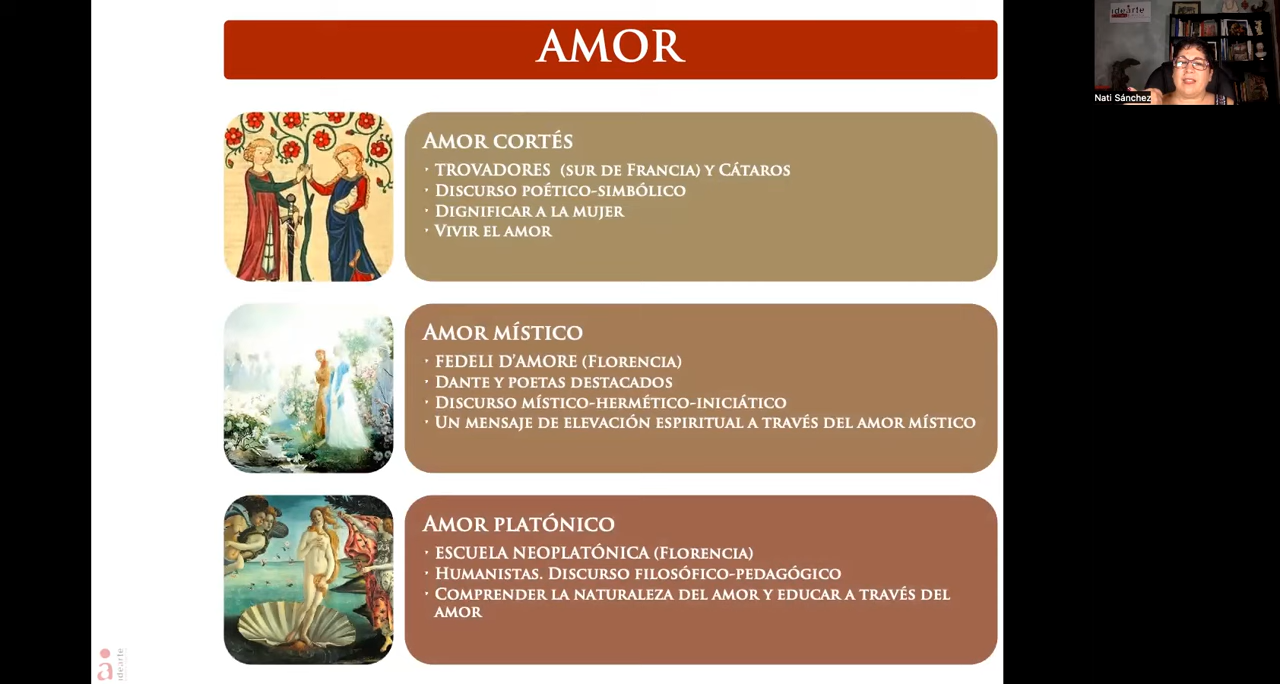 AMOR
idearte
Nati Sánchez
AMOR CORTÉS
· TROVADORES (SUR DE FRANCIA) Y CÁTAROS
· DISCURSO POÉTICO-SIMBÓLICO
· DIGNIFICAR A LA MUJER
· VIVIR EL AMOR
AMOR MÍSTICO
· FEDELI D'AMORE (FLORENCIA)
· DANTE Y POETAS DESTACADOS
· DISCURSO MÍSTICO-HERMÉTICO-INICIÁTICO
· UN MENSAJE DE ELEVACIÓN ESPIRITUAL A TRAVÉS DEL AMOR MÍSTICO
AMOR PLATÓNICO
· ESCUELA NEOPLATÓNICA (FLORENCIA)
· HUMANISTAS. DISCURSO FILOSÓFICO-PEDAGÓGICO
· COMPRENDER LA NATURALEZA DEL AMOR Y EDUCAR A TRAVÉS DEL
AMOR
idearte